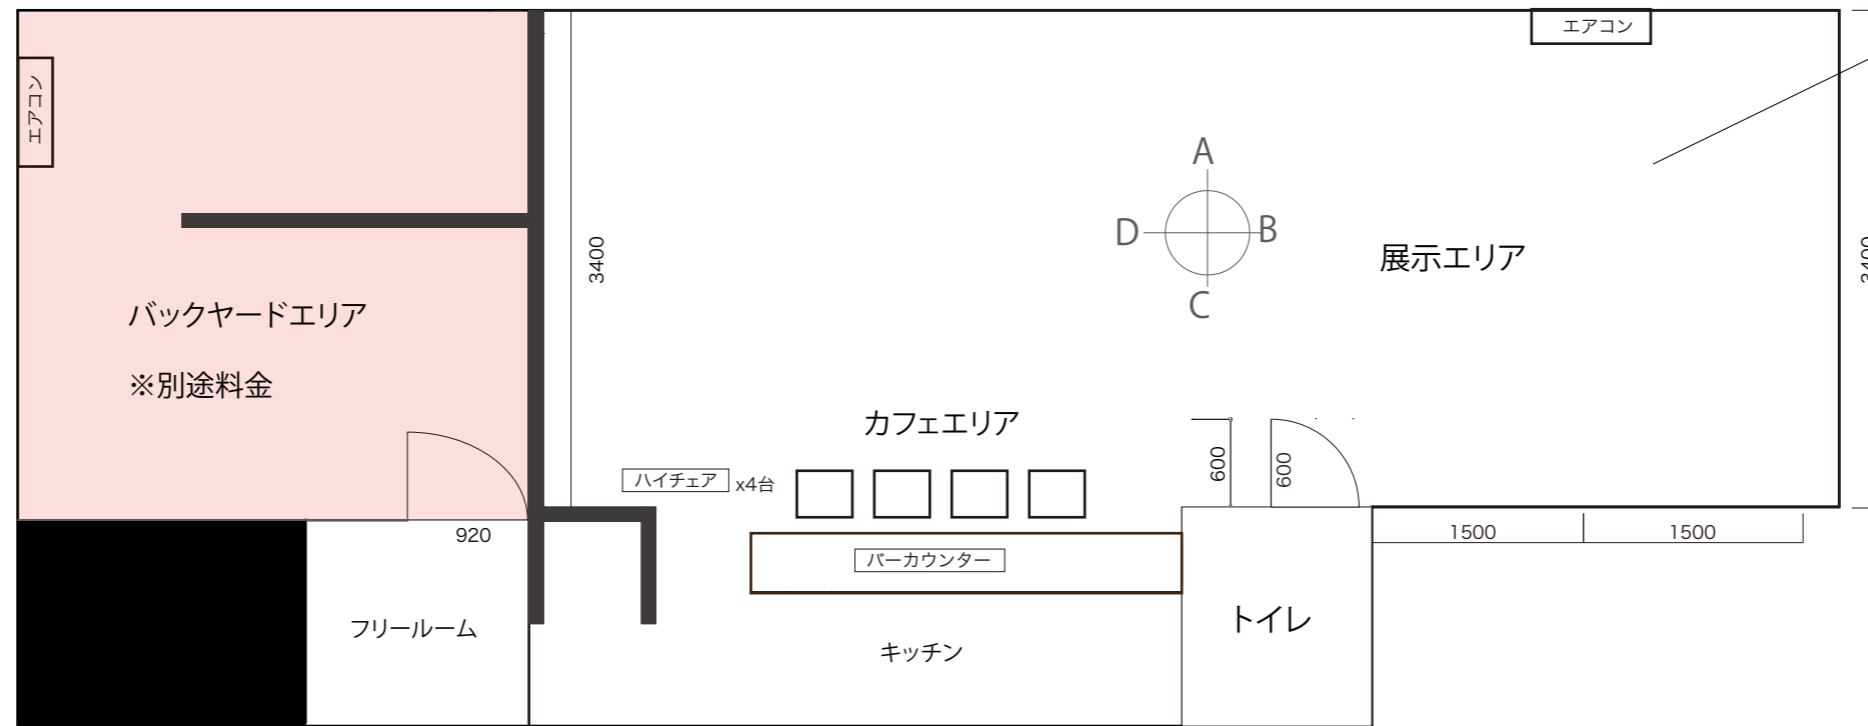 エアコン
エアコン
A
D
B
C
3400
展示エリア
3400
バックヤードエリア
※別途料金
カフェエリア
ハイチェア x4台
600
600
920
1500
1500
バーカウンター
フリールーム
キッチン
トイレ